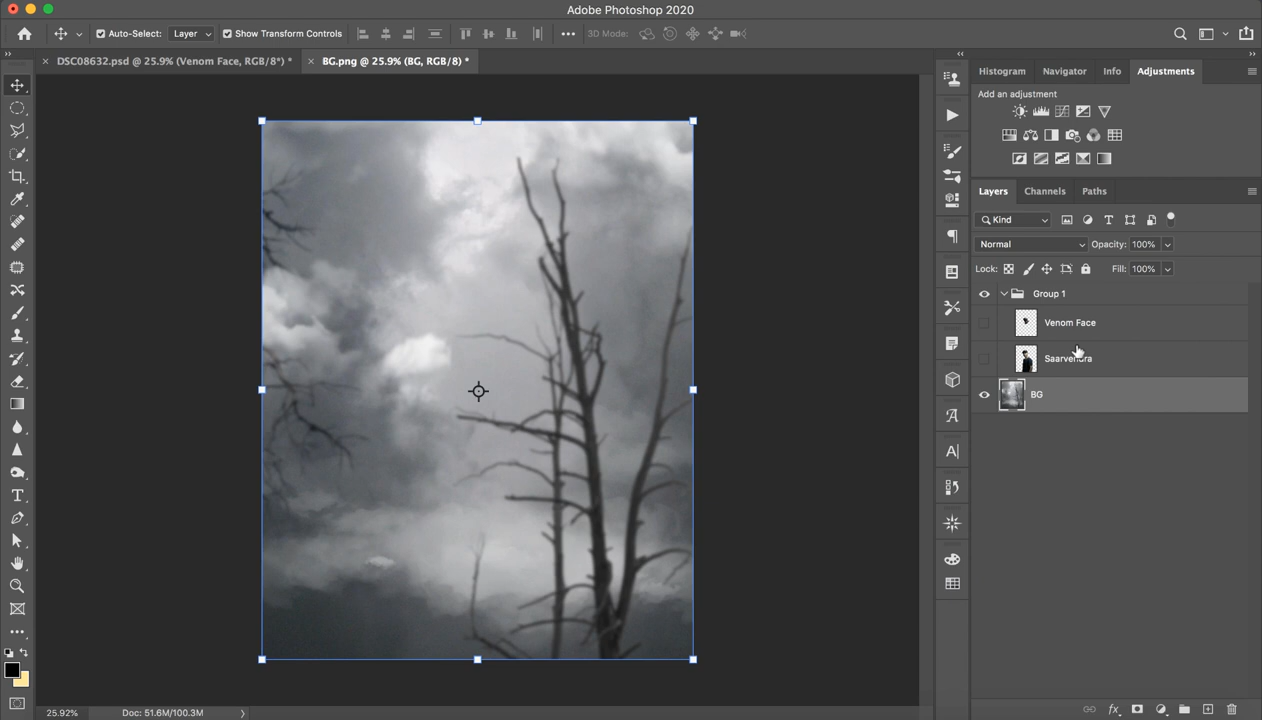 Adobe Photoshop 2020
Auto-Select: Layer Show Transform Controls 3D Mode:
DSC08632.psd @ 25.9% (Venom Face, RGB/8*) * BG.png @ 25.9% (BG, RGB/8) *
Histogram Navigator Info Adjustments
Add an adjustment
Layers Channels Paths
Kind
Normal Opacity: 100%
Lock: Fill: 100%
Group 1
Venom Face
Saarvendra
BG
25.92% Doc: 51.6M/100.3M